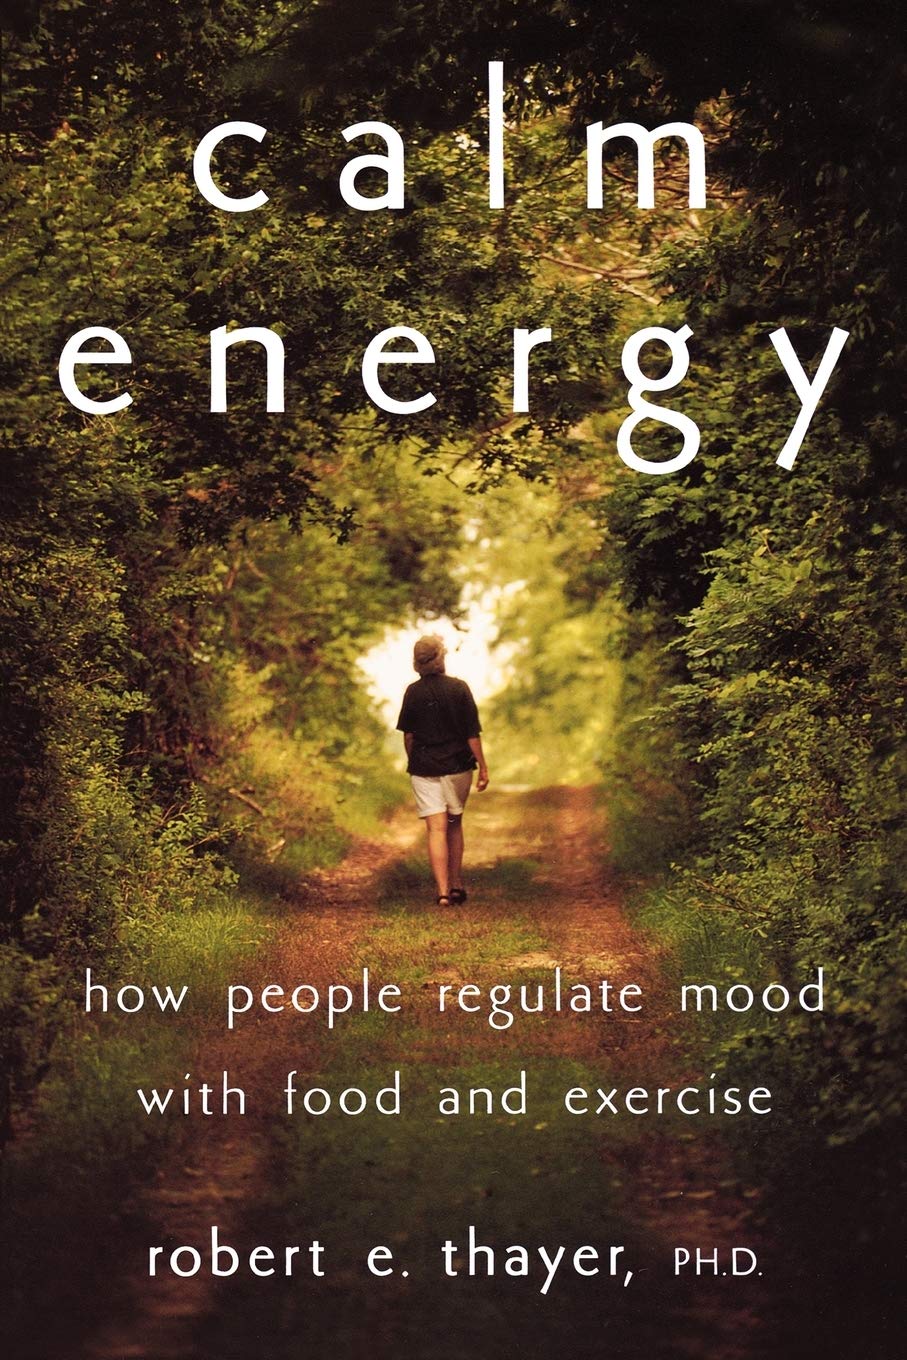 calm
energy
how people regulate mood
with food and exercise
robert e. thayer, PH.D.